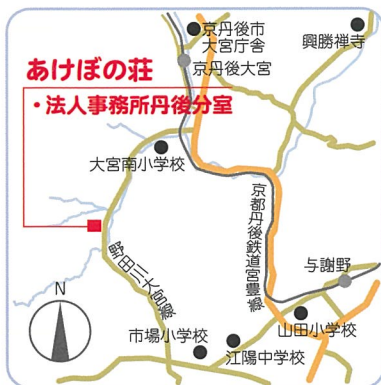 京丹後市
大宮庁舎
興勝禅寺
京丹後大宮
あけぼの荘
・法人事務所丹後分室
大宮南小学校
京都丹後鉄道宮豊線
野田川大宮線
与謝野
N
山田小学校
市場小学校
江陽中学校